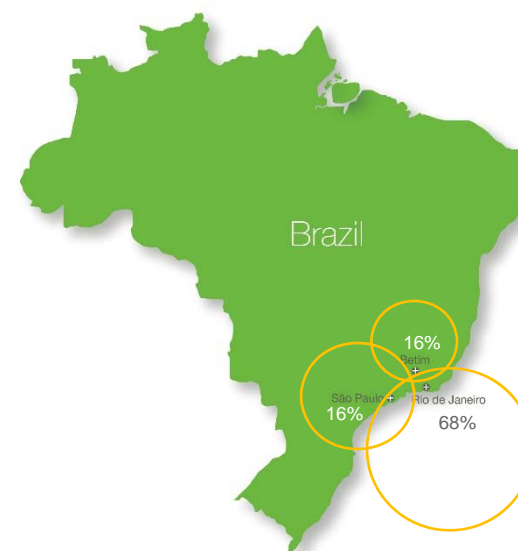 Brazil
16%
Betim
São Paulo
Rio de Janeiro
16%
68%